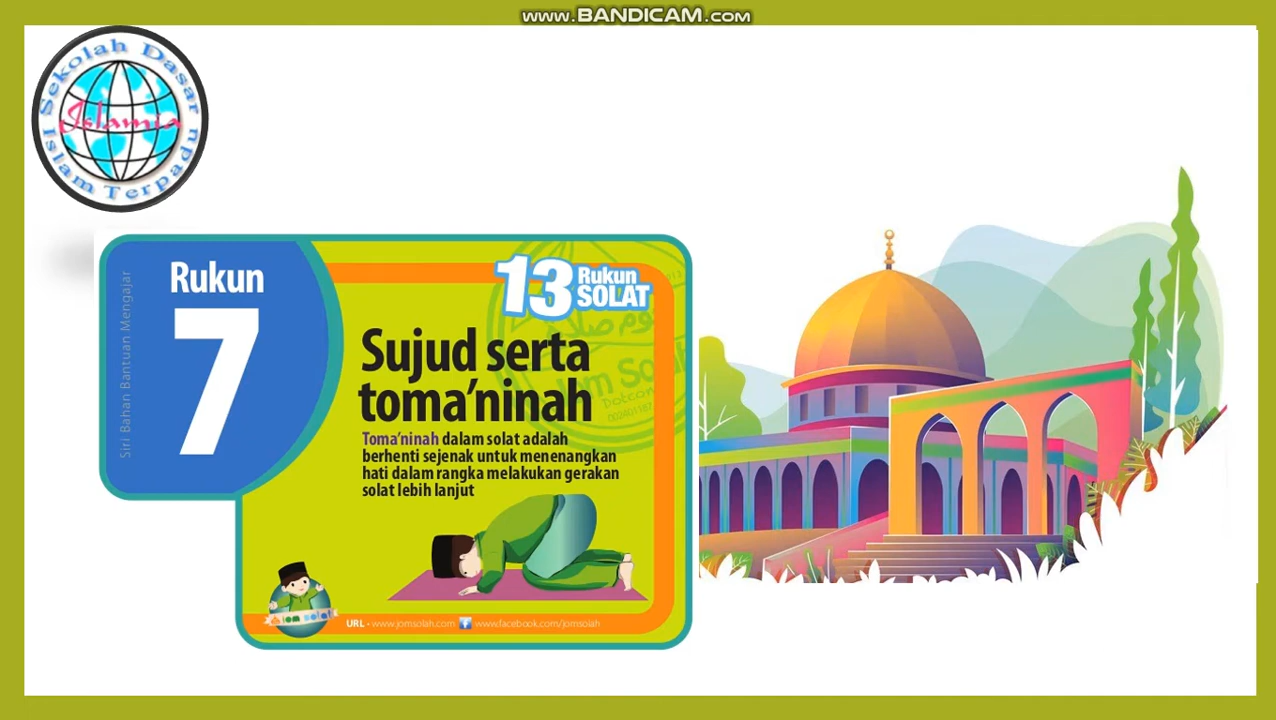 www.BANDICAM.com
Sekolah Dasar
Islamia
Islam Terpadu
Siri Bahan Bantuan Mengajar
Rukun
7
13 Rukun
SOLAT
Sujud serta
toma'ninah
Toma'ninah dalam solat adalah
berhenti sejenak untuk menenangkan
hati dalam rangka melakukan gerakan
solat lebih lanjut
jom solat
URL - www.jomsolah.com www.facebook.com/jomsolah